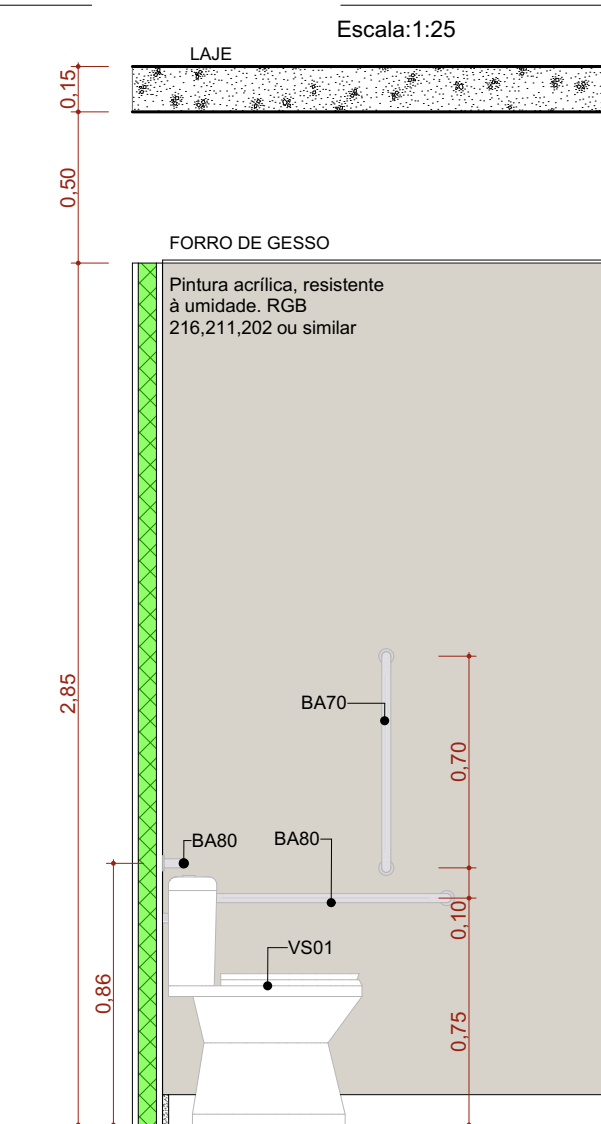 Escala:1:25
LAJE
0,15
0,50
FORRO DE GESSO
Pintura acrílica, resistente
à umidade. RGB
216,211,202 ou similar
2,85
BA70
0,70
BA80
BA80
0,10
VS01
0,86
0,75